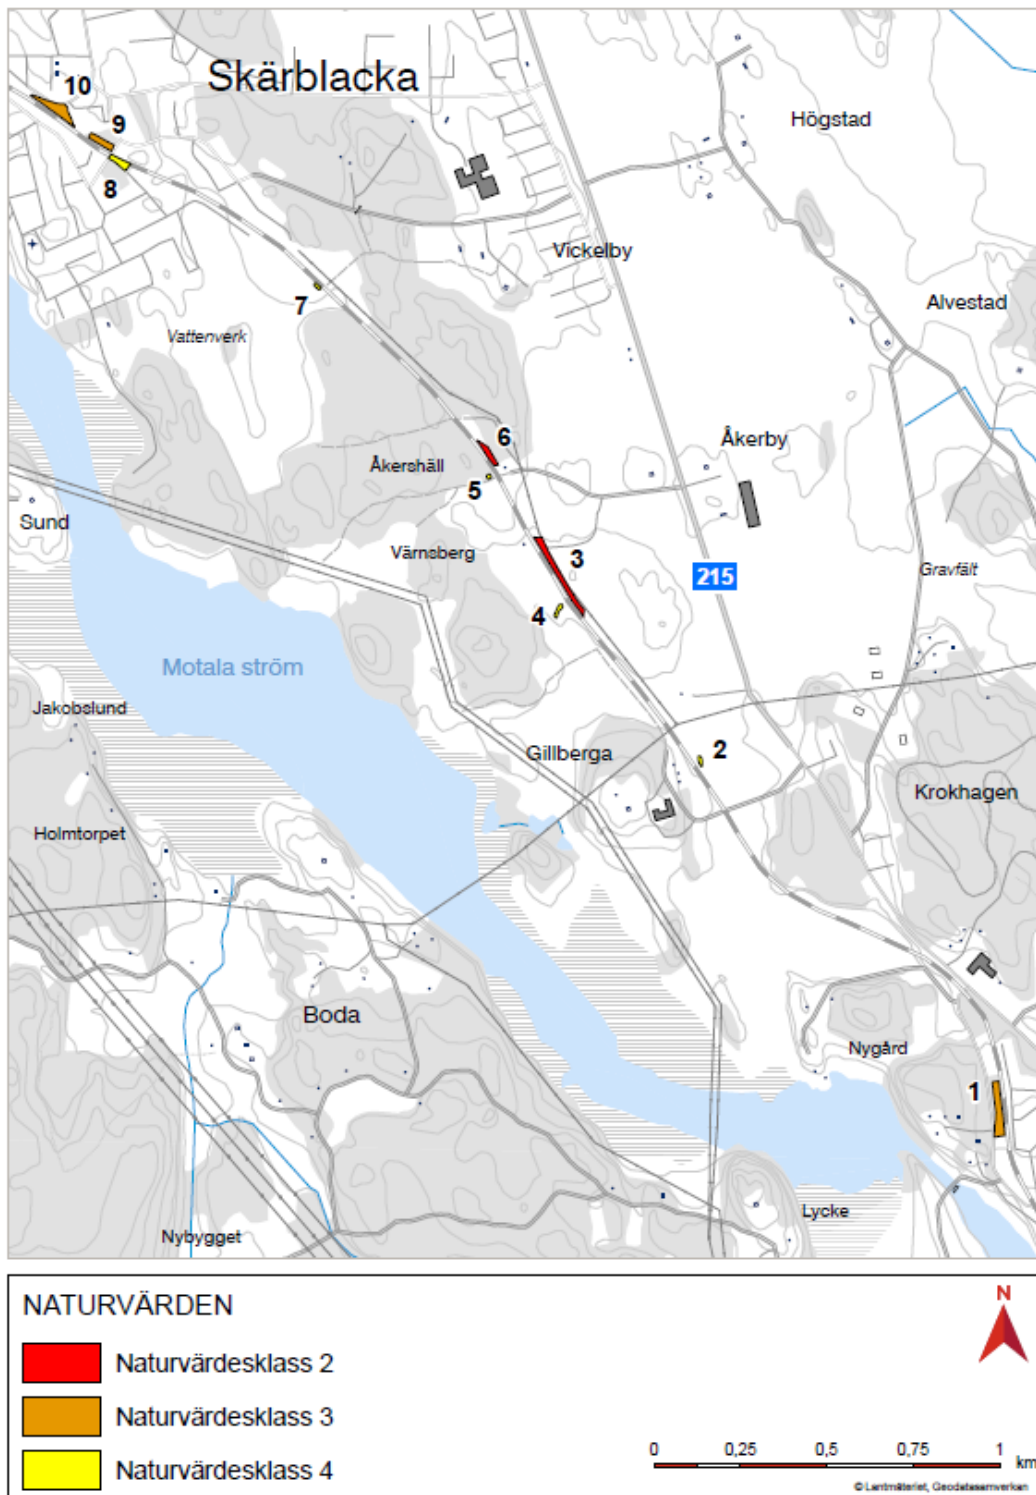 Skärblacka
10
9
8
Högstad
Vickelby
Alvestad
7
Vattenverk
6
Åkerby
Åkershäll
5
Sund
Värnsberg
3
215
Gravfält
4
Motala ström
Jakobslund
Gillberga
2
Krokhagen
Holmtorpet
Boda
Nygård
1
Lycke
Nybygget
NATURVÄRDEN
N
Naturvärdesklass 2
Naturvärdesklass 3
Naturvärdesklass 4
0 0,25 0,5 0,75 1 km
© Lantmäteriet, Geodatasamverkan